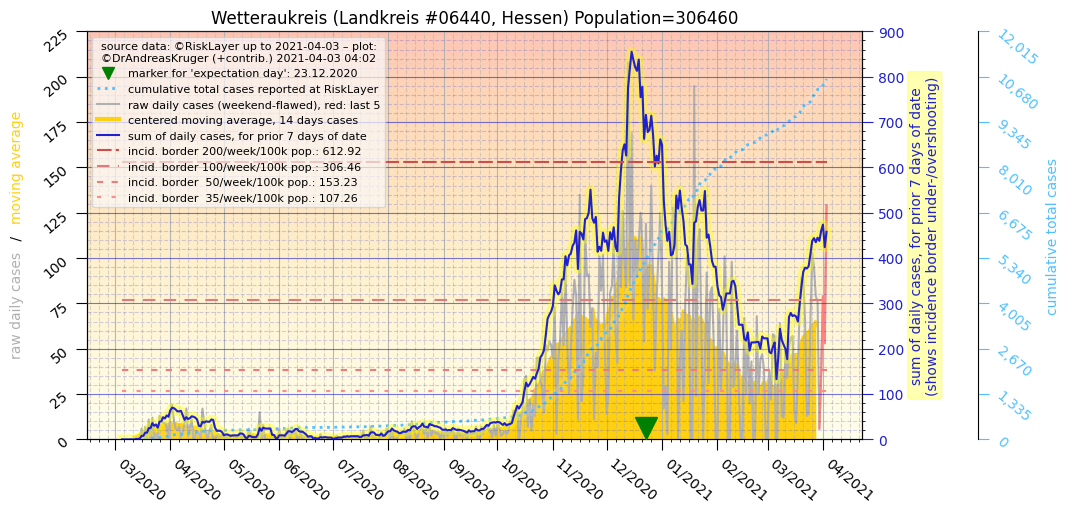 Wetteraukreis (Landkreis #06440, Hessen) Population=306460
source data: ©RiskLayer up to 2021-04-03 – plot:
©DrAndreasKruger (+contrib.) 2021-04-03 04:02
marker for 'expectation day': 23.12.2020
cumulative total cases reported at RiskLayer
raw daily cases (weekend-flawed), red: last 5
centered moving average, 14 days cases
sum of daily cases, for prior 7 days of date
incid. border 200/week/100k pop.: 612.92
incid. border 100/week/100k pop.: 306.46
incid. border  50/week/100k pop.: 153.23
incid. border  35/week/100k pop.: 107.26
raw daily cases  /  moving average
225
200
175
150
125
100
75
50
25
0
03/2020
04/2020
05/2020
06/2020
07/2020
08/2020
09/2020
10/2020
11/2020
12/2020
01/2021
02/2021
03/2021
04/2021
900
800
700
600
500
400
300
200
100
0
sum of daily cases, for prior 7 days of date
(shows incidence border under-/overshooting)
12,015
10,680
9,345
8,010
6,675
5,340
4,005
2,670
1,335
0
cumulative total cases